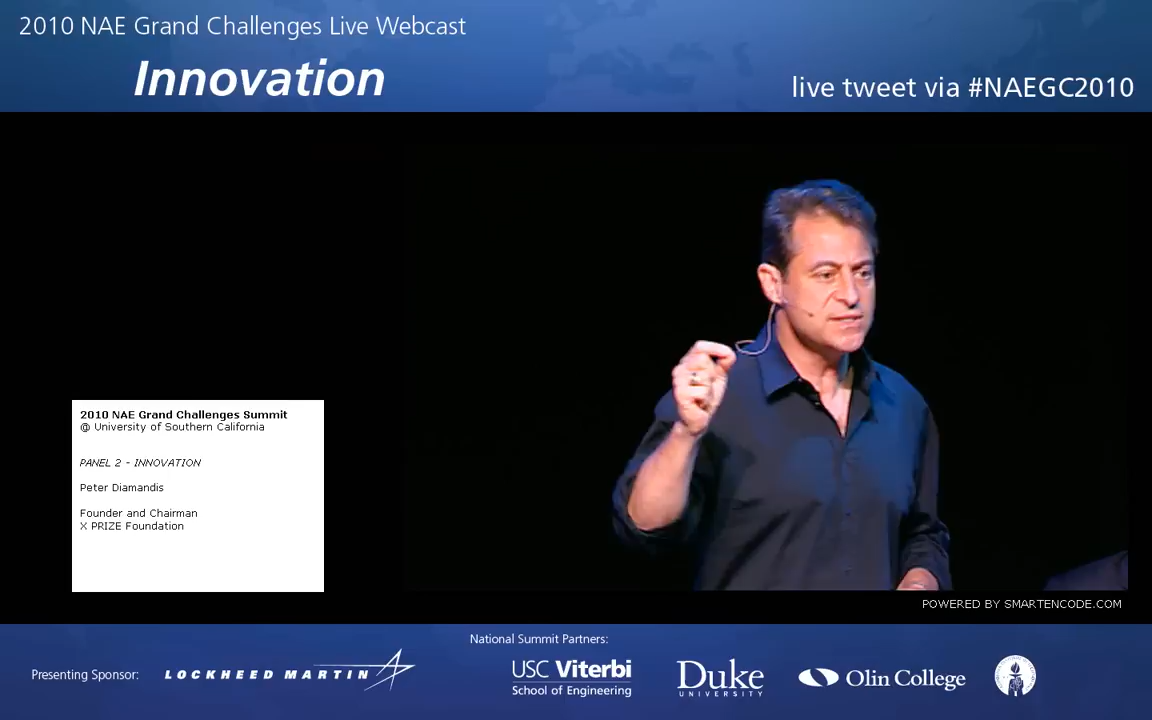 2010 NAE Grand Challenges Live Webcast
Innovation
live tweet via #NAEGC2010
2010 NAE Grand Challenges Summit
@ University of Southern California
PANEL 2 - INNOVATION
Peter Diamandis
Founder and Chairman
X PRIZE Foundation
POWERED BY SMARTENCODE.COM
National Summit Partners:
Presenting Sponsor:
LOCKHEED MARTIN
USC Viterbi
School of Engineering
Duke
UNIVERSITY
Olin College